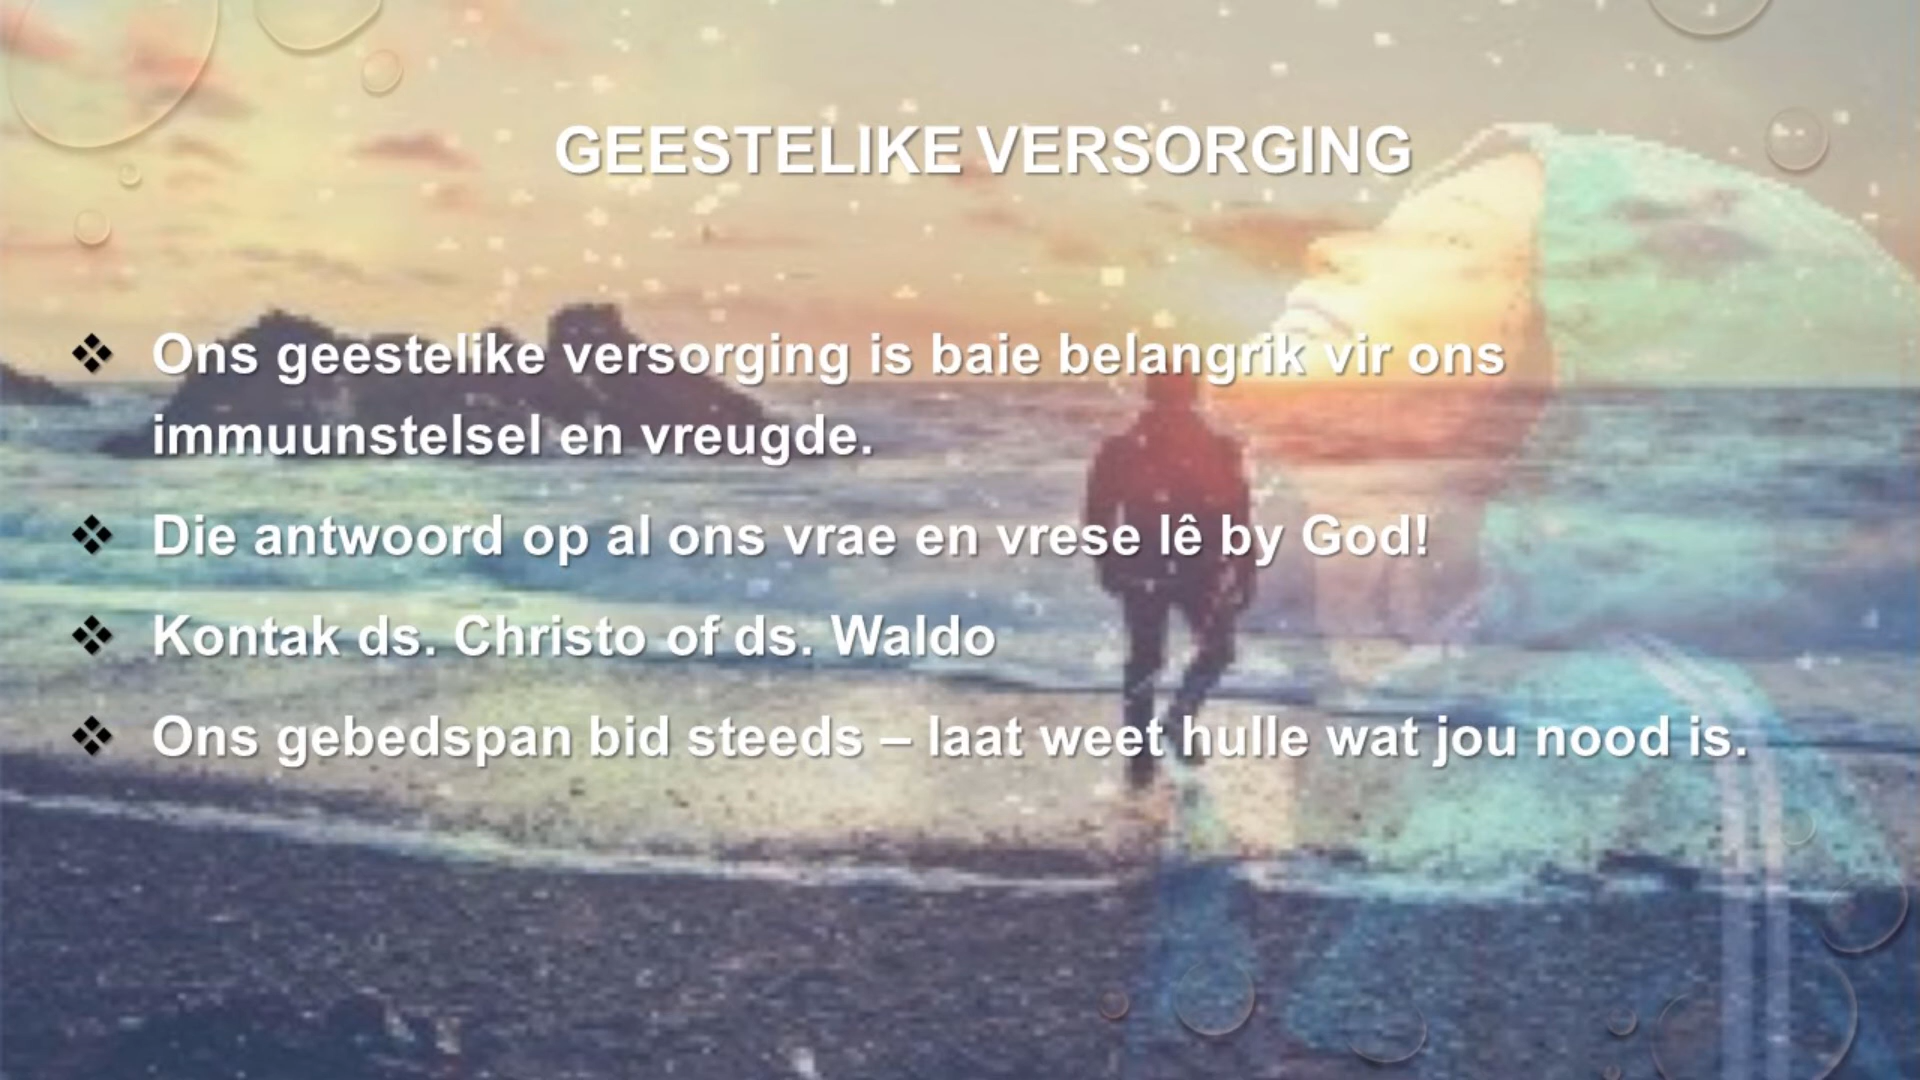 GEESTELIKE VERSORGING
❖ Ons geestelike versorging is baie belangrik vir ons
immuunstelsel en vreugde.
❖ Die antwoord op al ons vrae en vrese lê by God!
❖ Kontak ds. Christo of ds. Waldo
❖ Ons gebedspan bid steeds – laat weet hulle wat jou nood is.